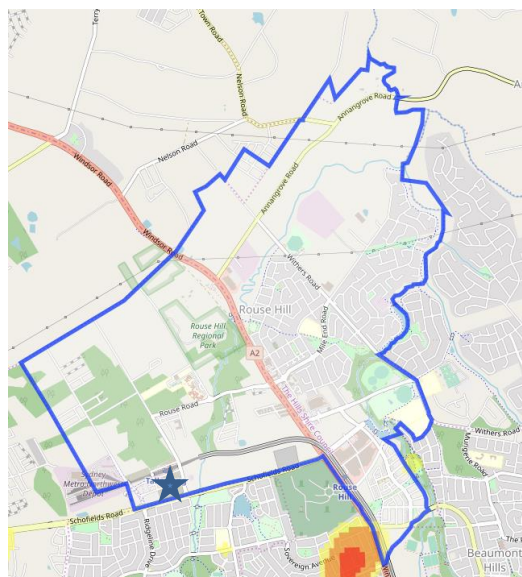 Town Road
Nelson Road
Annangrove Road
Nelson Road
Windsor Road
Annangrove Road
Windsor Road
Withers Road
Rouse Hill
Mile End Road
Rouse Hill
Regional
Park
A2
The Hills Shire Council
Rouse Road
Withers Road
Mungerie Road
Sydney
Metro Northwest
Depot
Schofields Road
Rouse
Hill
Schofields Road
Ridgeline Drive
Sovereign Avenue
Beaumont
Hills